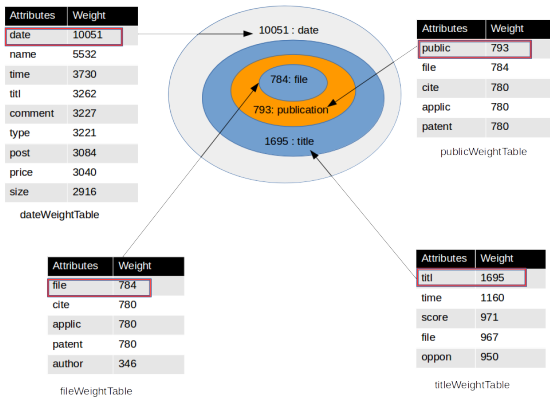 Attributes Weight
date 10051
name 5532
time 3730
titl 3262
comment 3227
type 3221
post 3084
price 3040
size 2916
dateWeightTable
10051 : date
784: file
793: publication
1695 : title
Attributes Weight
public 793
file 784
cite 780
applic 780
patent 780
publicWeightTable
Attributes Weight
file 784
cite 780
applic 780
patent 780
author 346
fileWeightTable
Attributes Weight
titl 1695
time 1160
score 971
file 967
oppon 950
titleWeightTable